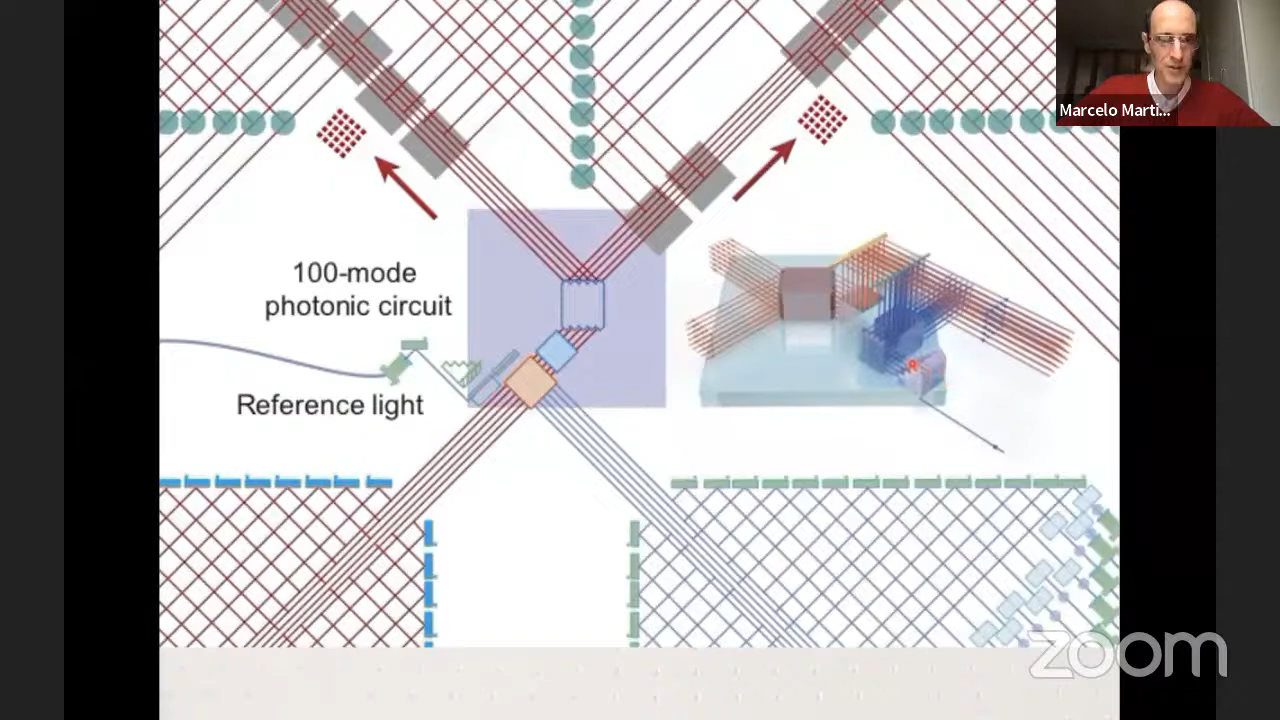 Marcelo Marti...
100-mode
photonic circuit
Reference light
zoom